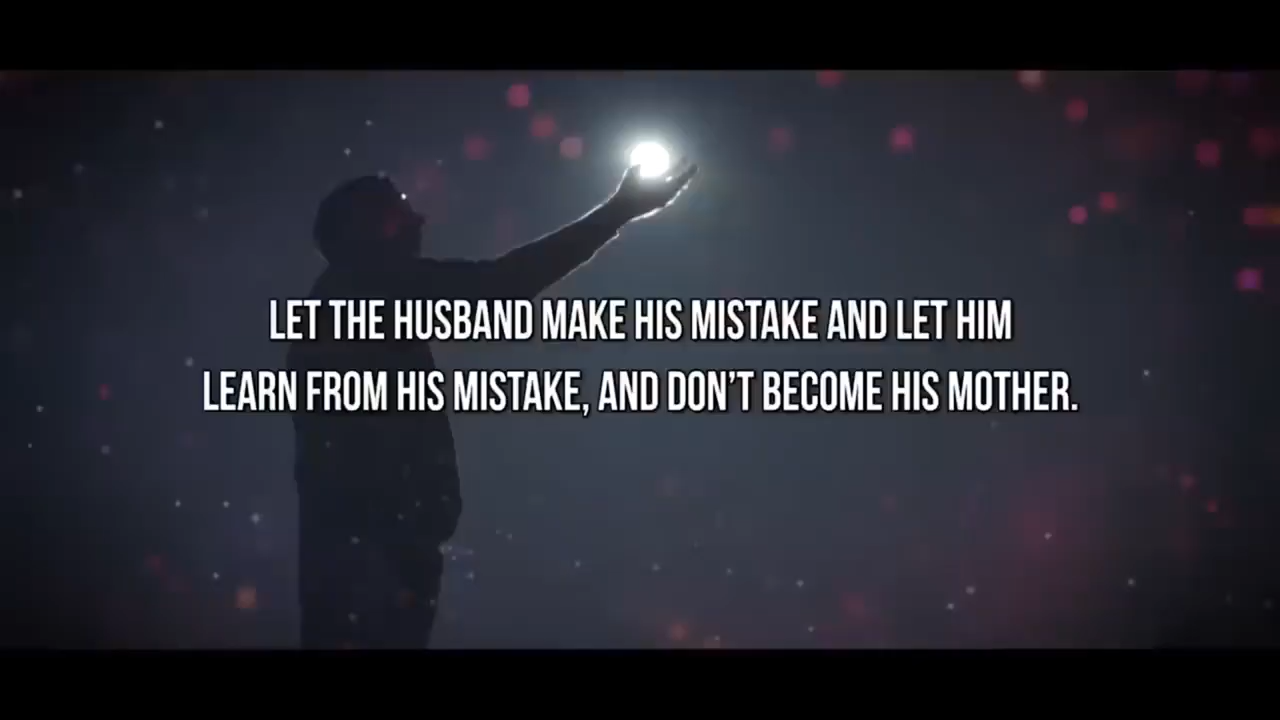 LET THE HUSBAND MAKE HIS MISTAKE AND LET HIM
LEARN FROM HIS MISTAKE, AND DON’T BECOME HIS MOTHER.